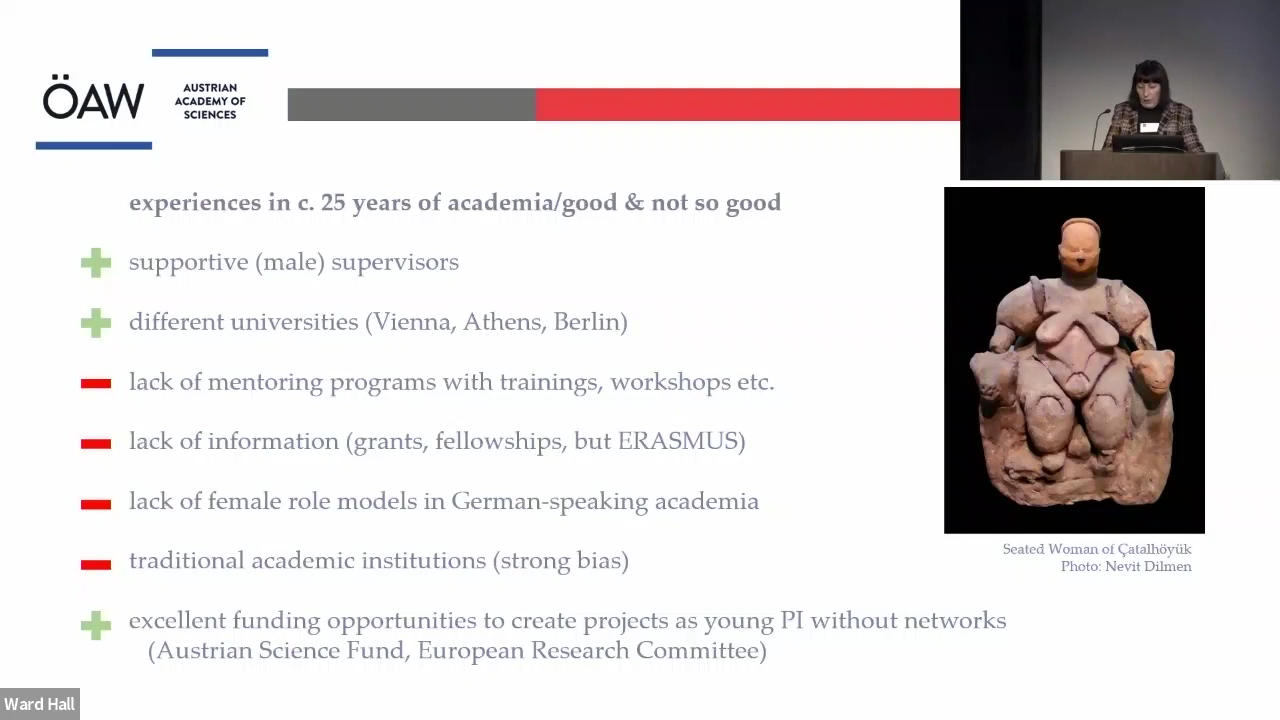 ÖAW
AUSTRIAN
ACADEMY OF
SCIENCES
experiences in c. 25 years of academia/good & not so good
supportive (male) supervisors
different universities (Vienna, Athens, Berlin)
lack of mentoring programs with trainings, workshops etc.
lack of information (grants, fellowships, but ERASMUS)
lack of female role models in German-speaking academia
traditional academic institutions (strong bias)
excellent funding opportunities to create projects as young PI without networks
(Austrian Science Fund, European Research Committee)
Seated Woman of Çatalhöyük
Photo: Nevit Dilmen
Ward Hall